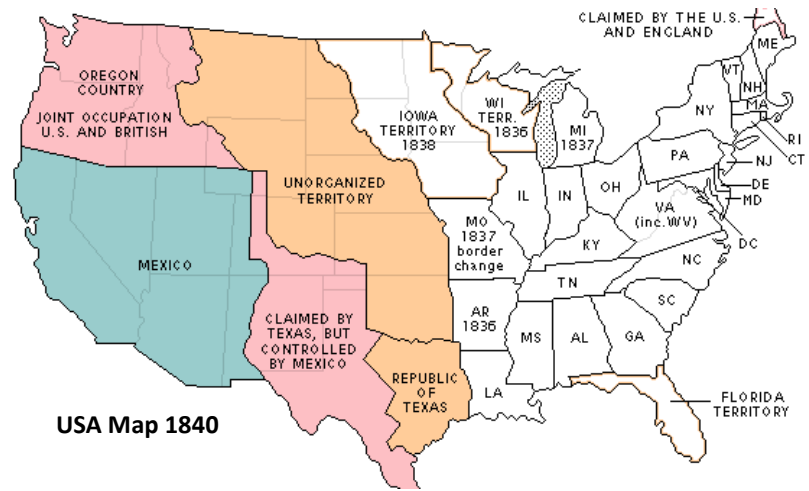 CLAIMED BY THE U.S.
AND ENGLAND
ME
VT
NH
MA
NY
RI
CT
OREGON
COUNTRY
JOINT OCCUPATION
U.S. AND BRITISH
IOWA
TERRITORY
1838
WI
TERR.
1836
MI
1837
PA
NJ
DE
MD
DC
UNORGANIZED
TERRITORY
IL
IN
OH
VA
(inc.WV)
MO
1837
border
change
KY
NC
MEXICO
TN
SC
AR
1836
MS
AL
GA
CLAIMED BY
TEXAS, BUT
CONTROLLED
BY MEXICO
REPUBLIC
OF
TEXAS
LA
FLORIDA
TERRITORY
USA Map 1840